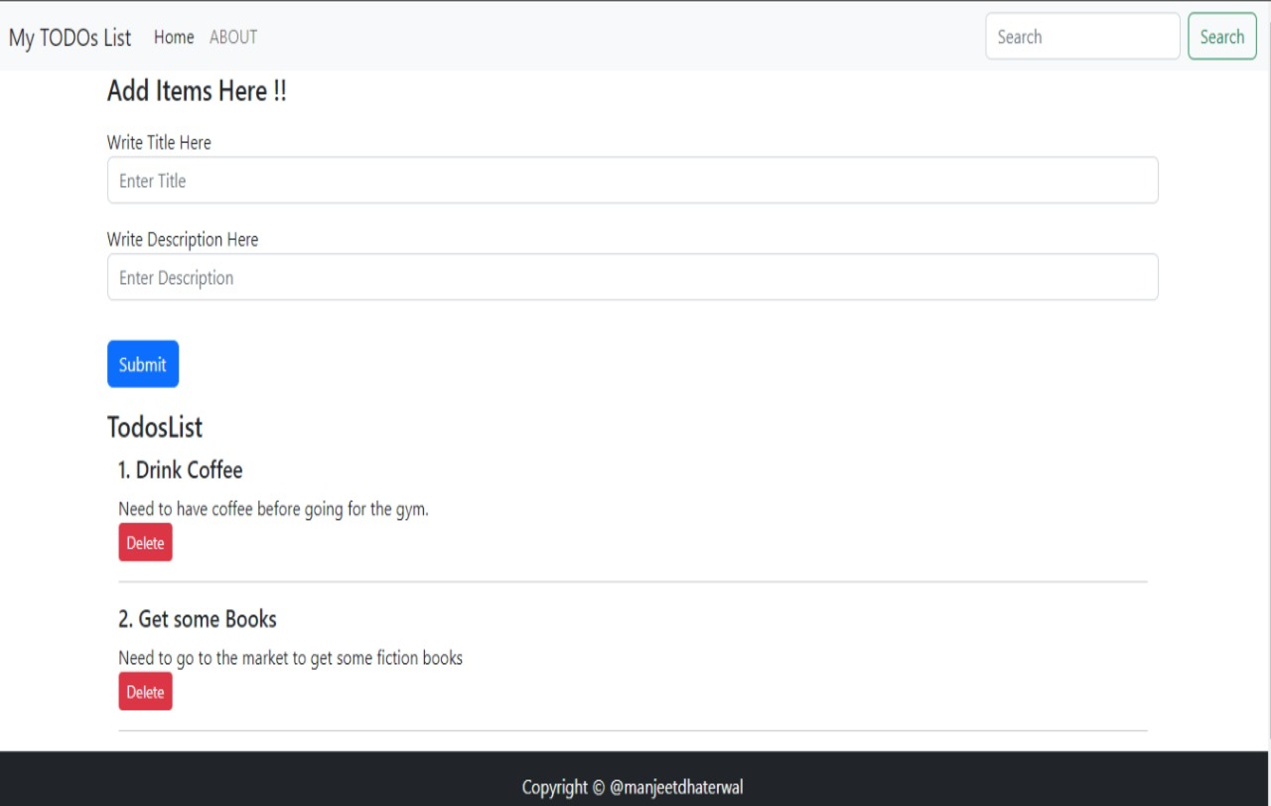 My TODOs List Home ABOUT Search Search
Add Items Here !!
Write Title Here
Enter Title
Write Description Here
Enter Description
Submit
TodosList
1. Drink Coffee
Need to have coffee before going for the gym.
Delete
2. Get some Books
Need to go to the market to get some fiction books
Delete
Copyright © @manjeetdhaterwal